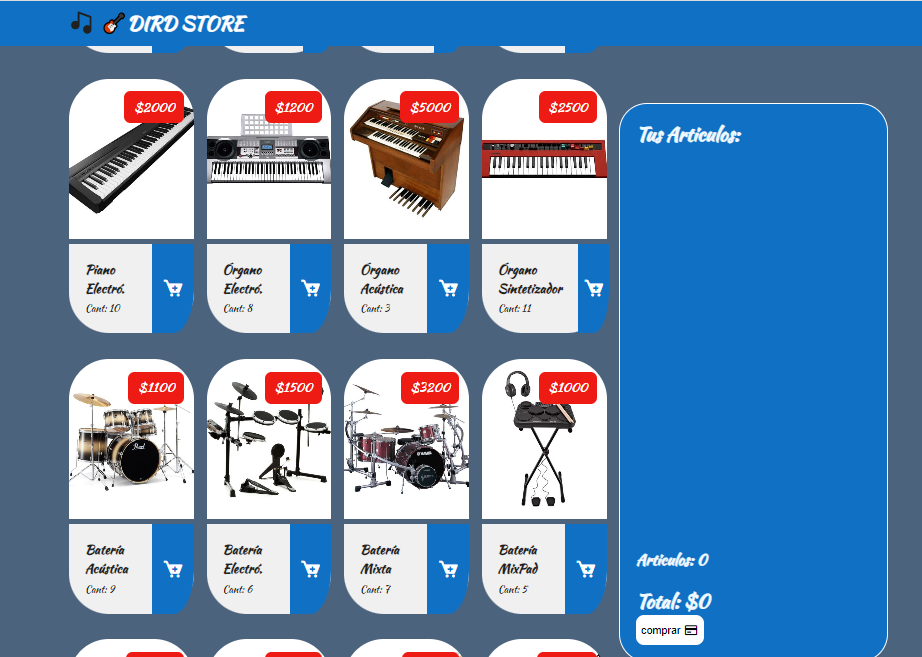 DIRD STORE
$2000
$1200
$5000
$2500
Tus Articulos:
Piano
Electró.
Cant: 10
Órgano
Electró.
Cant: 8
Órgano
Acústica
Cant: 3
Órgano
Sintetizador
Cant: 11
$1100
$1500
$3200
$1000
Pearl
YAMAHA
Batería
Acústica
Cant: 9
Batería
Electró.
Cant: 6
Batería
Mixta
Cant: 7
Batería
MixPad
Cant: 5
Articulos: 0
Total: $0
comprar